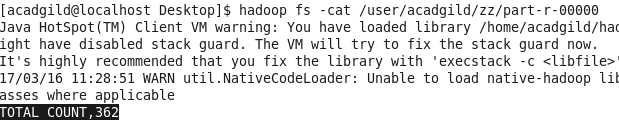 [acadgild@localhost Desktop]$ hadoop fs -cat /user/acadgild/zz/part-r-00000
Java HotSpot(TM) Client VM warning: You have loaded library /home/acadgild/had
ight have disabled stack guard. The VM will try to fix the stack guard now.
It's highly recommended that you fix the library with 'execstack -c <libfile>'
17/03/16 11:28:51 WARN util.NativeCodeLoader: Unable to load native-hadoop lib
asses where applicable
TOTAL COUNT,362